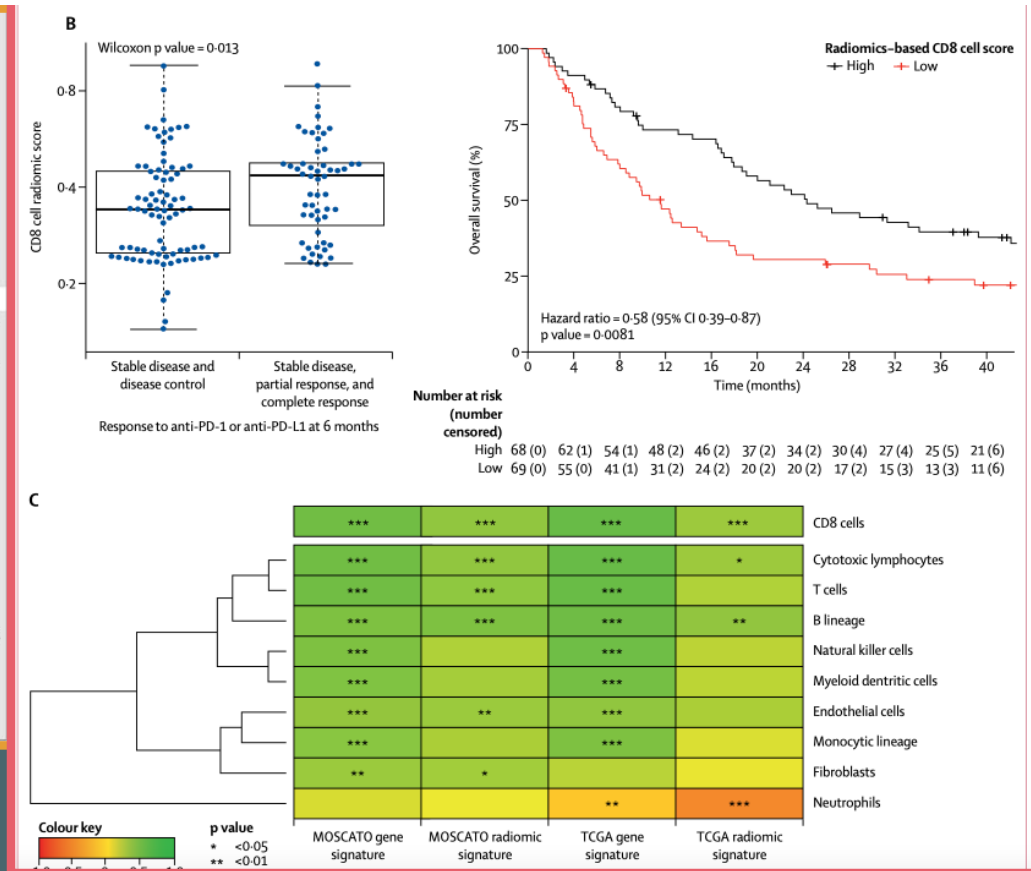 B
Wilcoxon p value = 0·013
CD8 cell radiomic score
0·8
0·4
0·2
Stable disease and
disease control
Stable disease,
partial response, and
complete response
Response to anti-PD-1 or anti-PD-L1 at 6 months
Overall survival (%)
100
75
50
25
0
Radiomics–based CD8 cell score
High Low
Hazard ratio = 0·58 (95% CI 0·39–0·87)
p value = 0·0081
0 4 8 12 16 20 24 28 32 36 40
Time (months)
Number at risk
(number
censored)
High 68 (0) 62 (1) 54 (1) 48 (2) 46 (2) 37 (2) 34 (2) 30 (4) 27 (4) 25 (5) 21 (6)
Low 69 (0) 55 (0) 41 (1) 31 (2) 24 (2) 20 (2) 20 (2) 17 (2) 15 (3) 13 (3) 11 (6)
C
*** *** *** *** CD8 cells
*** *** *** * Cytotoxic lymphocytes
*** *** *** T cells
*** *** *** ** B lineage
*** *** Natural killer cells
*** *** Myeloid dentritic cells
*** ** *** Endothelial cells
*** *** Monocytic lineage
** * Fibroblasts
** *** Neutrophils
MOSCATO gene
signature
MOSCATO radiomic
signature
TCGA gene
signature
TCGA radiomic
signature
Colour key
p value
* <0·05
** <0·01